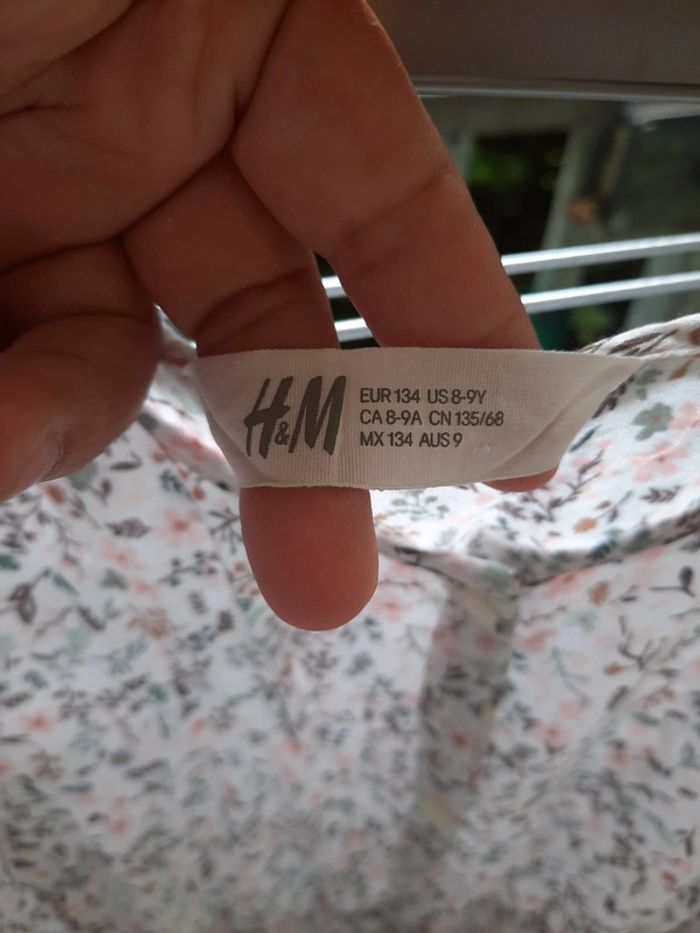 H&M
EUR 134 US 8-9Y
CA 8-9A CN 135/68
MX 134 AUS 9